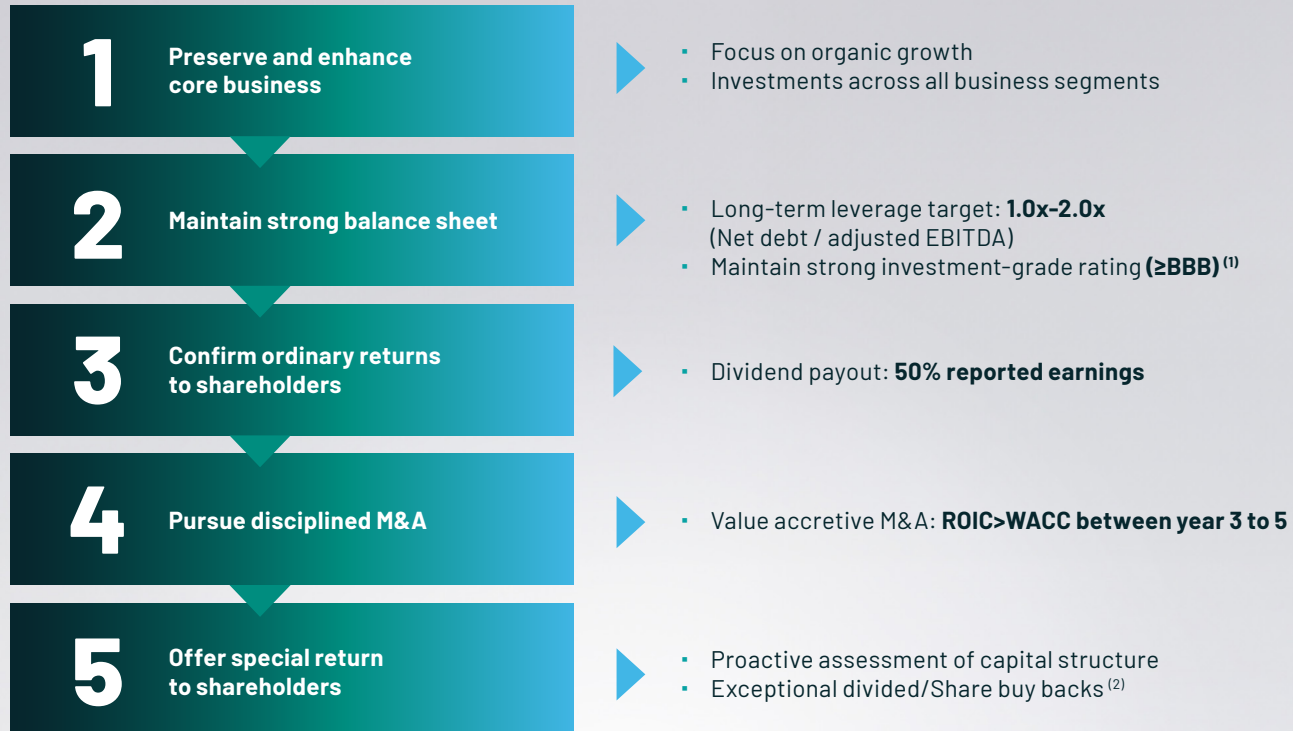 1
Preserve and enhance
core business
▪ Focus on organic growth
▪ Investments across all business segments
2
Maintain strong balance sheet
▪ Long-term leverage target: 1.0x-2.0x
(Net debt / adjusted EBITDA)
▪ Maintain strong investment-grade rating (≥BBB) (1)
3
Confirm ordinary returns
to shareholders
▪ Dividend payout: 50% reported earnings
4
Pursue disciplined M&A
▪ Value accretive M&A: ROIC>WACC between year 3 to 5
5
Offer special return
to shareholders
▪ Proactive assessment of capital structure
▪ Exceptional divided/Share buy backs (2)